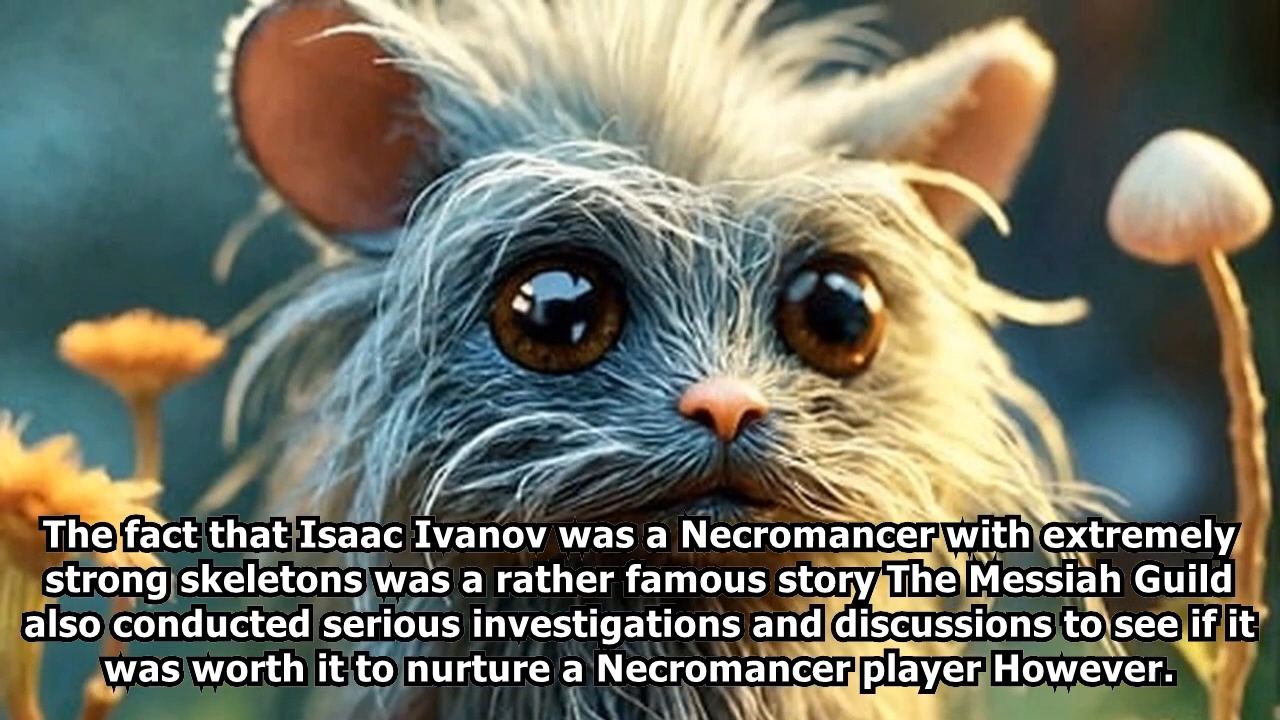 The fact that Isaac Ivanov was a Necromancer with extremely
strong skeletons was a rather famous story The Messiah Guild
also conducted serious investigations and discussions to see if it
was worth it to nurture a Necromancer player However.